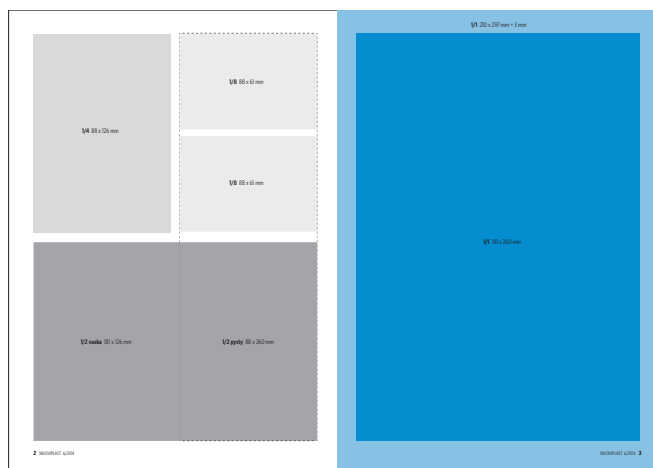 1/4 88 x 126 mm
1/8 88 x 61 mm
1/8 88 x 61 mm
1/2 vaaka 181 x 126 mm
1/2 pysty 88 x 260 mm
2 MUOVIPLAST 6/2014
1/1 210 x 297 mm + 3 mm
1/1 181 x 260 mm
MUOVIPLAST 6/2014 3